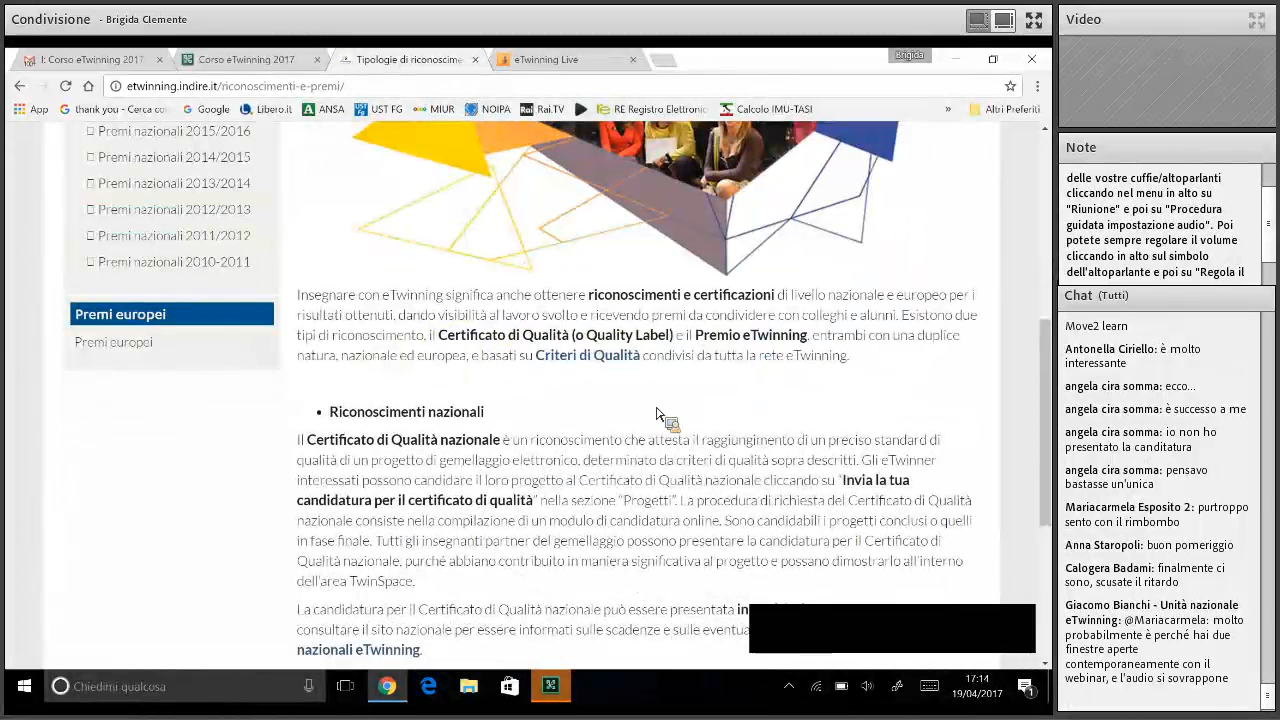 Condivisione - Brigida Clemente
I: Corso eTwinning 2017
eTwinning 2017
Tipologie di riconoscime
eTwinning Live
Brigida
etwinning.indire.it/riconoscimenti-e-premi/
App
thank you - Cerca co
Google
Libero.it
ANSA
UST FG
MIUR
NOIPA
Rai.TV
RE Registro Elettronic
Calcolo IMU-TASI
»
Altri Preferiti
Premi nazionali 2015/2016
Premi nazionali 2014/2015
Premi nazionali 2013/2014
Premi nazionali 2012/2013
Premi nazionali 2011/2012
Premi nazionali 2010-2011
Premi europei
Premi europei
Insegnare con eTwinning significa anche ottenere riconoscimenti e certificazioni di livello nazionale e europeo per i
risultati ottenuti, dando visibilità al lavoro svolto e ricevendo premi da condividere con colleghi e alunni. Esistono due
tipi di riconoscimento, il Certificato di Qualità (o Quality Label) e il Premio eTwinning, entrambi con una duplice
natura, nazionale ed europea, e basati su Criteri di Qualità condivisi da tutta la rete eTwinning.
• Riconoscimenti nazionali
Il Certificato di Qualità nazionale è un riconoscimento che attesta il raggiungimento di un preciso standard di
qualità di un progetto di gemellaggio elettronico, determinato da criteri di qualità sopra descritti. Gli eTwinner
interessati possono candidare il loro progetto al Certificato di Qualità nazionale cliccando su “Invia la tua
candidatura per il certificato di qualità” nella sezione “Progetti”. La procedura di richiesta del Certificato di Qualità
nazionale consiste nella compilazione di un modulo di candidatura online. Sono candidabili i progetti conclusi o quelli
in fase finale. Tutti gli insegnanti partner del gemellaggio possono presentare la candidatura per il Certificato di
Qualità nazionale, purché abbiano contribuito in maniera significativa al progetto e possano dimostrarlo all'interno
dell'area TwinSpace.
La candidatura per il Certificato di Qualità nazionale può essere presentata
consultare il sito nazionale per essere informati sulle scadenze e sulle
nazionali eTwinning.
Chiedimi qualcosa
17:14
19/04/2017
1
Video
Note
delle vostre cuffie/altoparlanti
cliccando nel menu in alto su
"Riunione" e poi su "Procedura
guidata impostazione audio". Poi
potete sempre regolare il volume
cliccando in alto sul simbolo
dell'altoparlante e poi su "Regola il
Chat (Tutti)
Move2 learn
Antonella Ciriello: è molto
interessante
angela cira somma: ecco...
angela cira somma: è successo a me
angela cira somma: io non ho
presentato la canditatura
angela cira somma: pensavo
bastasse un'unica
Mariacarmela Esposito 2: purtroppo
sento con il rimbombo
Anna Staropoli: buon pomeriggio
Calogera Badami: finalmente ci
sono, scusate il ritardo
Giacomo Bianchi - Unità nazionale
eTwinning: @Mariacarmela: molto
probabilmente è perché hai due
finestre aperte
contemporaneamente con il
webinar, e l'audio si sovrappone